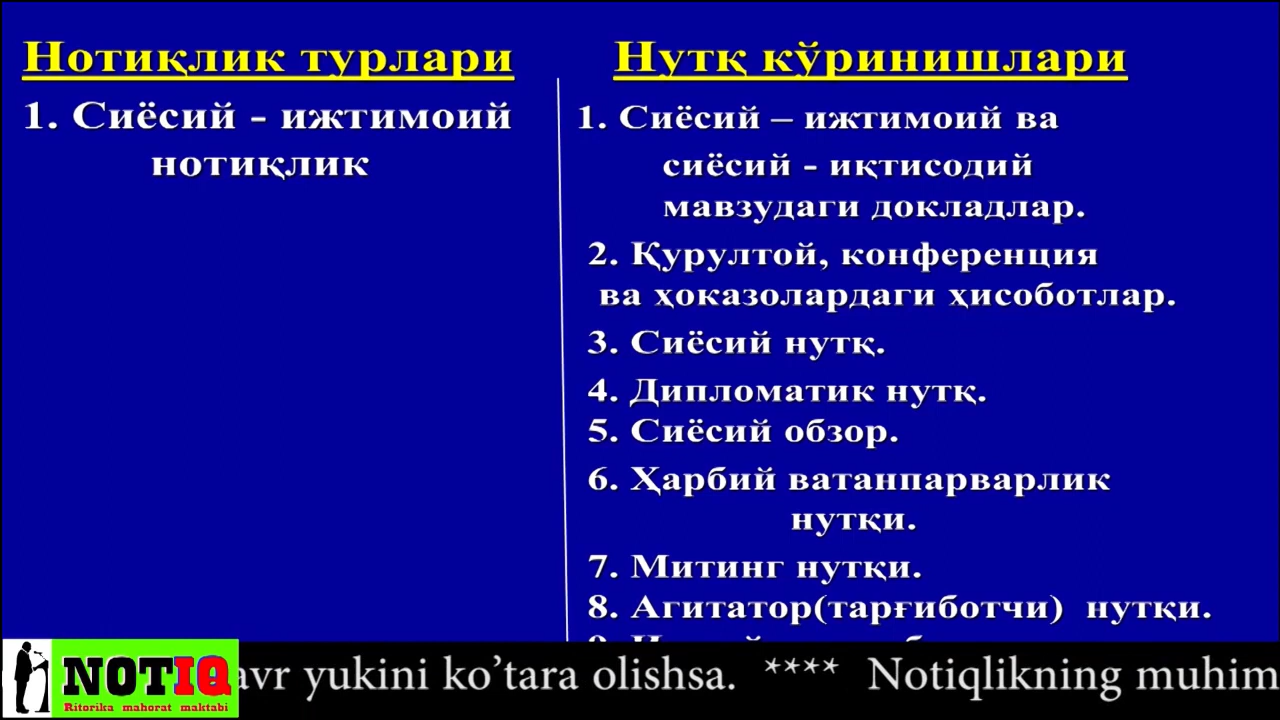 Нотиқлик турлари
1. Сиёсий - ижтимоий
нотиқлик
Нутқ кўринишлари
1. Сиёсий – ижтимоий ва
сиёсий - иқтисодий
мавзудаги докладлар.
2. Қурултой, конференция
ва ҳоказолардаги ҳисоботлар.
3. Сиёсий нутқ.
4. Дипломатик нутқ.
5. Сиёсий обзор.
6. Ҳарбий ватанпарварлик
нутқи.
7. Митинг нутқи.
8. Агитатор(тарғиботчи) нутқи.
NOTIQ
Ritorika mahorat maktabi
yukini ko’tara olishsa. **** Notiqlikning muhim